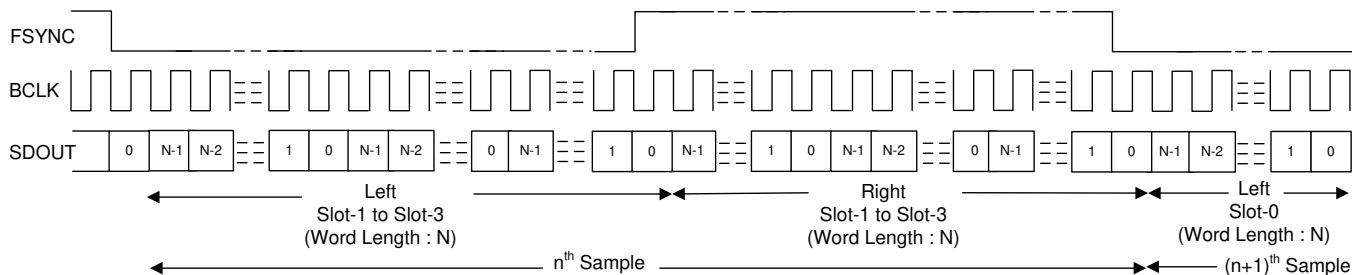 FSYNC
BCLK
SDOUT 0 N-1 N-2 1 0 N-1 N-2 0 N-1 1 0 N-1 1 0 N-1 N-2 0 N-1 1 0 N-1 N-2 1 0
Left Right Left
Slot-1 to Slot-3 Slot-1 to Slot-3 Slot-0
(Word Length : N) (Word Length : N) (Word Length : N)
nth Sample (n+1)th Sample